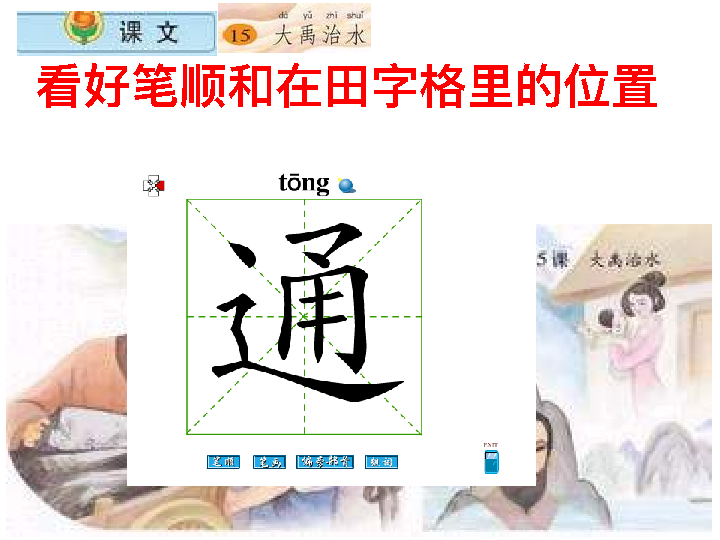 课文
dà yǔ zhì shuǐ
15 大禹治水
看好笔顺和在田字格里的位置
tōng
通
5课 大禹治水
笔顺 笔画 偏旁部首 组词
EXIT